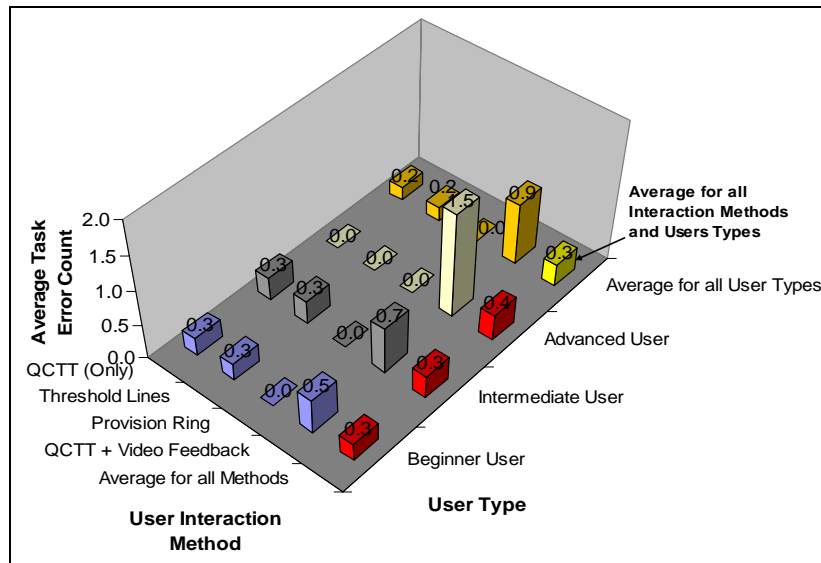 0.2
0.2
0.0
0.9
0.3
Average for all
Interaction Methods
and Users Types
0.0
0.0
0.0
1.5
0.4
0.3
0.3
0.0
0.7
0.3
0.3
0.3
0.0
0.5
0.3
2.0
1.5
1.0
0.5
0.0
Average Task
Error Count
QCTT (Only)
Threshold Lines
Provision Ring
QCTT + Video Feedback
Average for all Methods
User Interaction
Method
Average for all User Types
Advanced User
Intermediate User
Beginner User
User Type